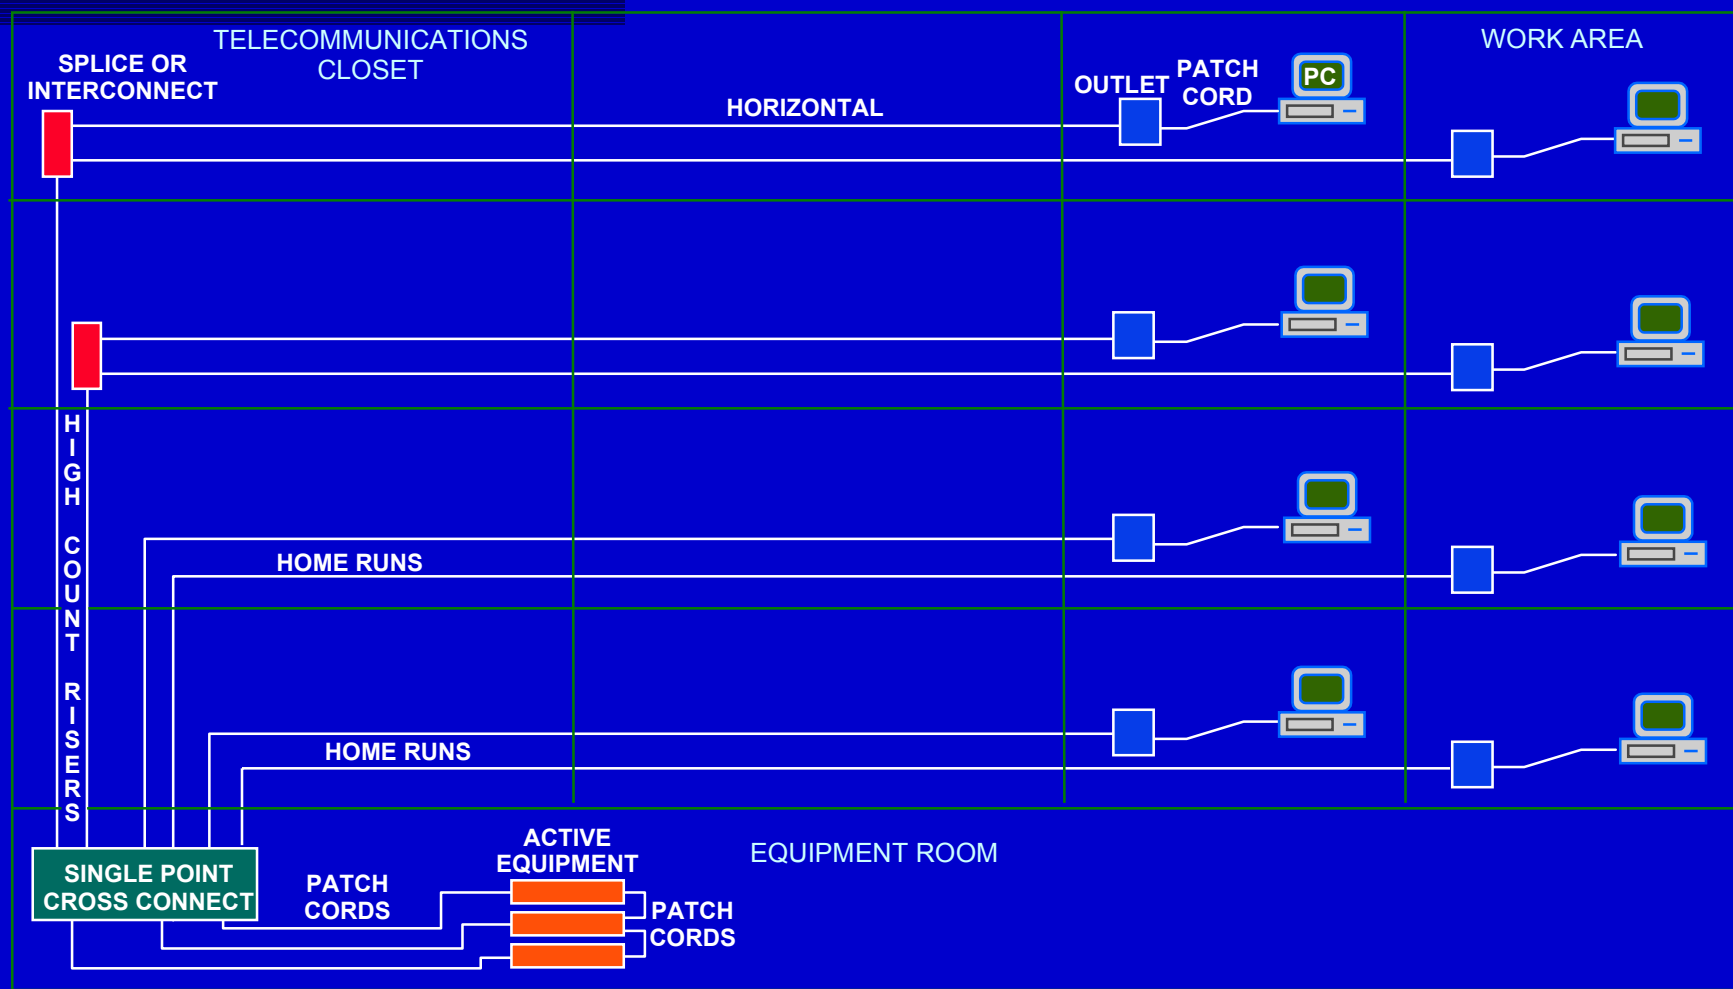 TELECOMMUNICATIONS
CLOSET
WORK AREA
SPLICE OR
INTERCONNECT
HORIZONTAL
OUTLET
PATCH
CORD
PC
HIGH COUNT RISERS
HOME RUNS
HOME RUNS
SINGLE POINT
CROSS CONNECT
PATCH
CORDS
ACTIVE
EQUIPMENT
PATCH
CORDS
EQUIPMENT ROOM